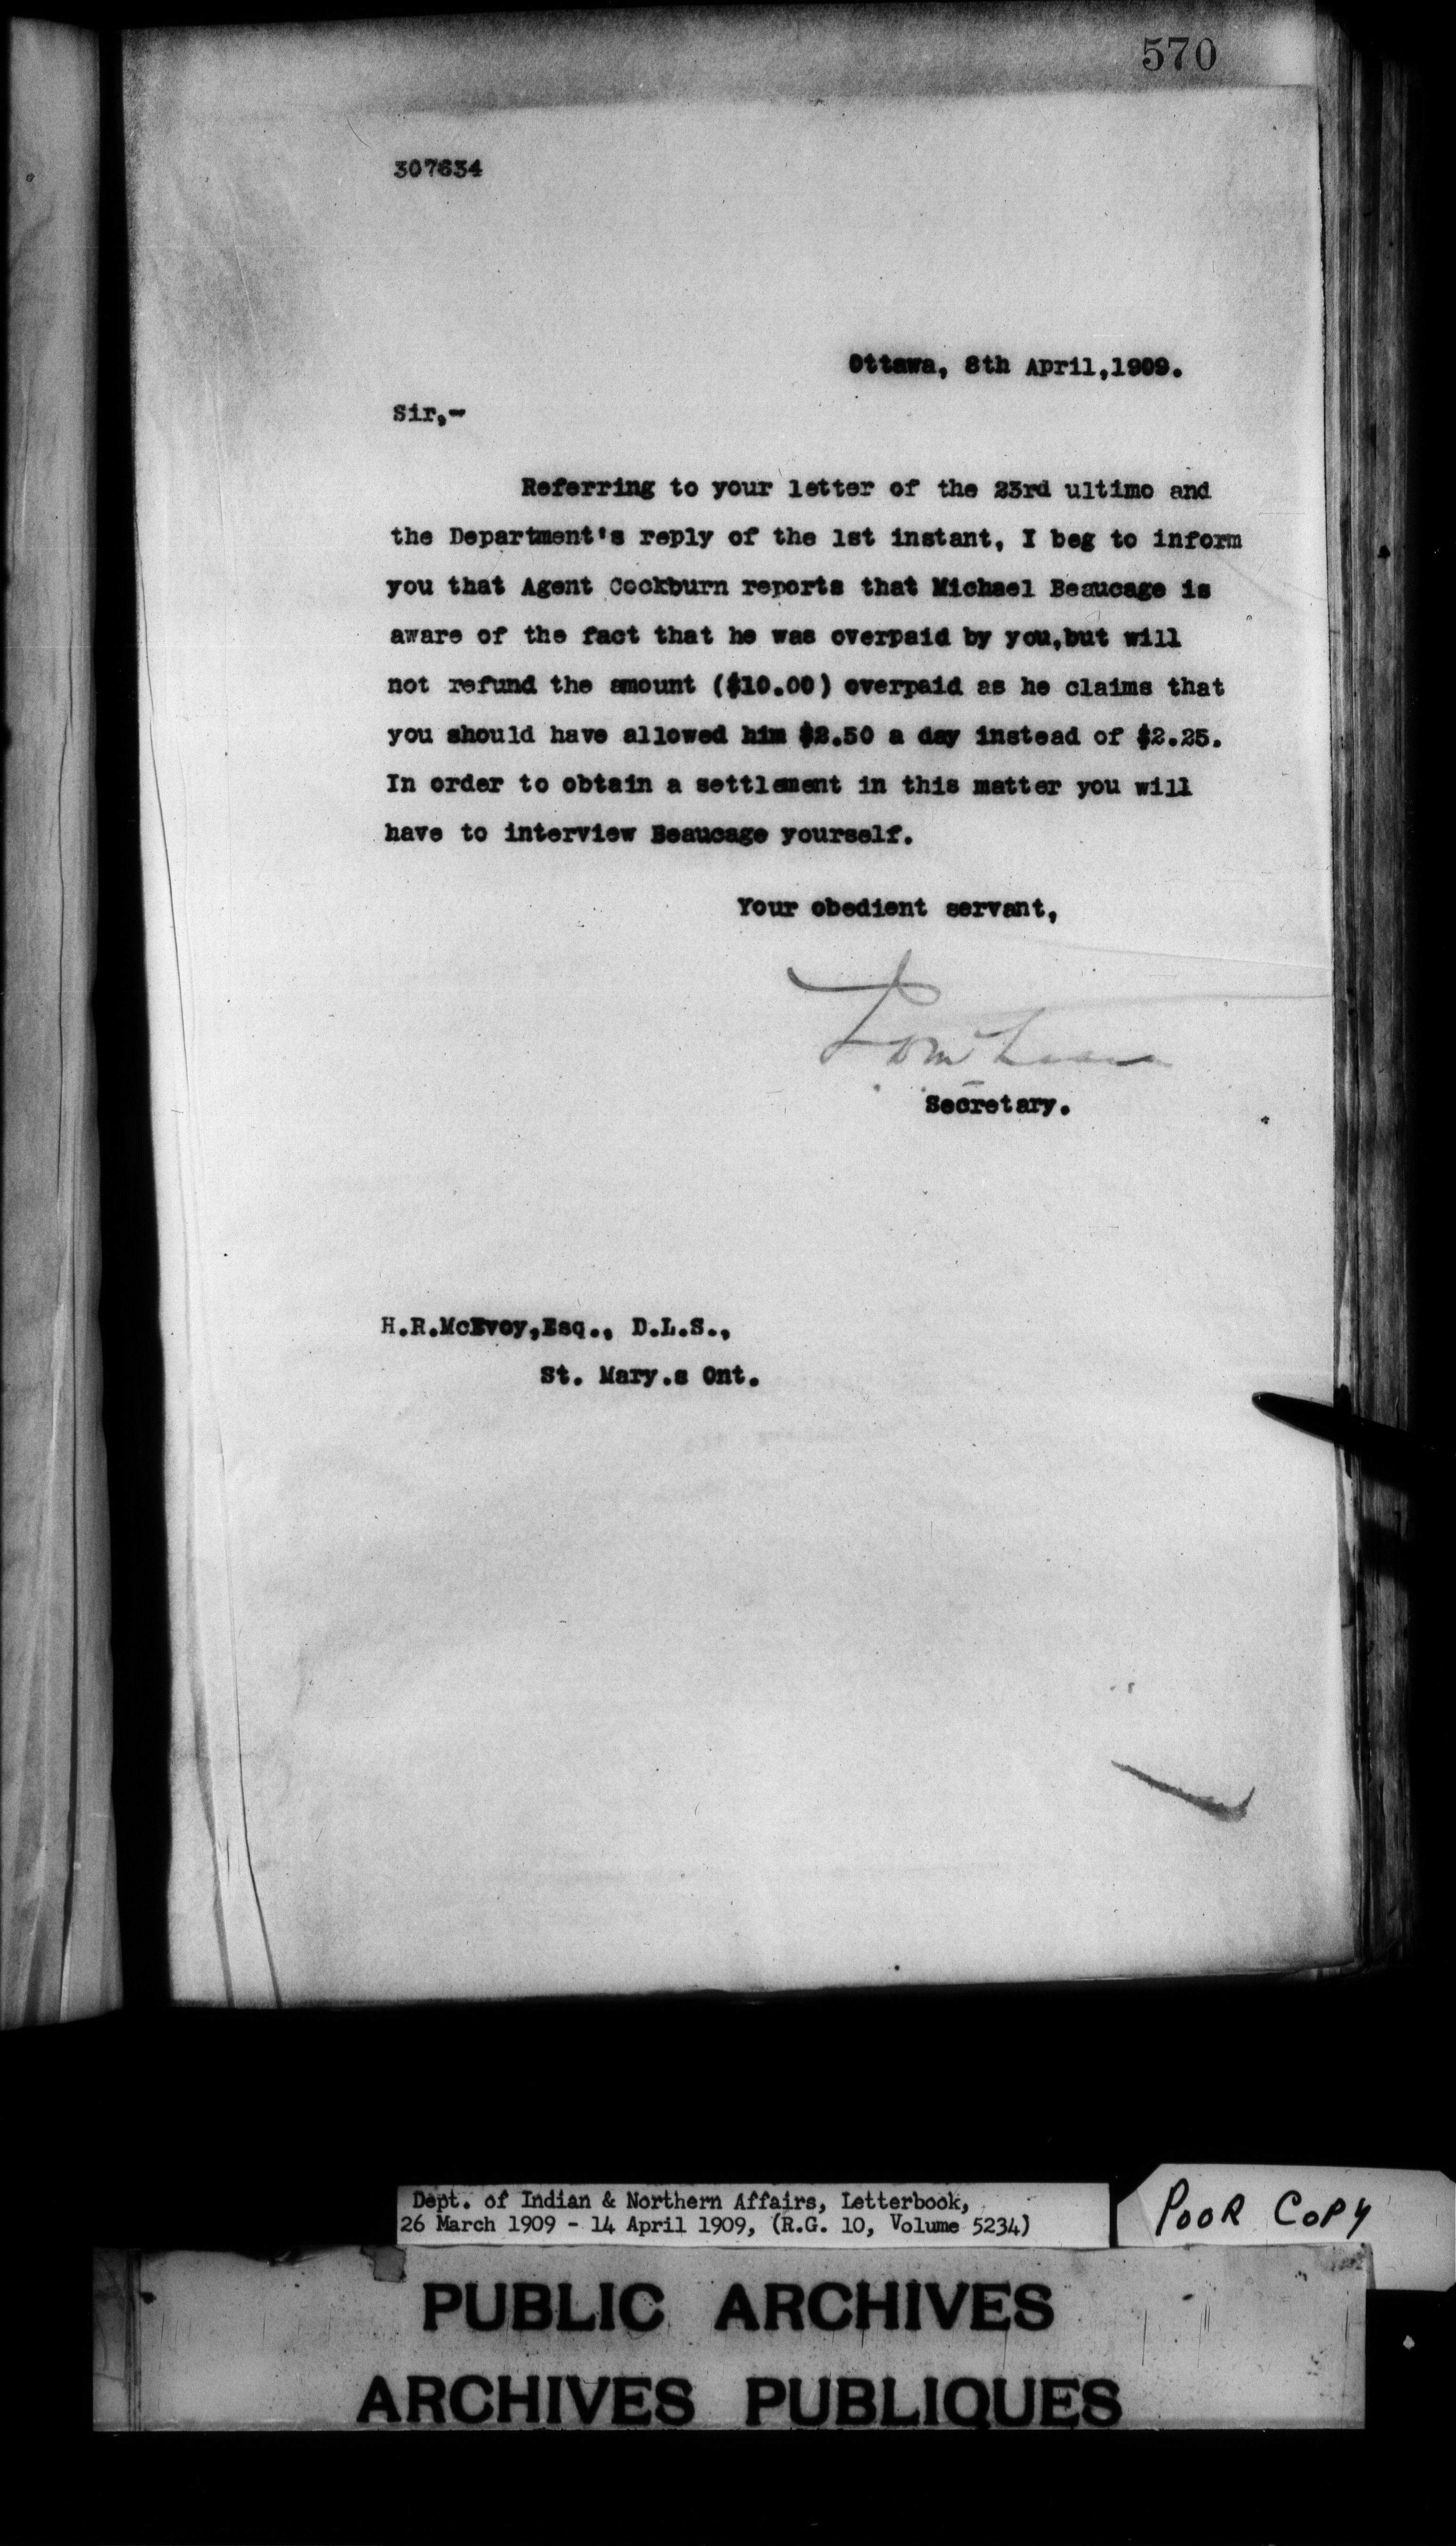 570
307634
Ottawa, 8th April,1909.
Sir,-
Referring to your letter of the 23rd ultimo and
the Department's reply of the 1st instant, I beg to inform
you that Agent Cockburn reports that Michael Beaucage is
aware of the fact that he was overpaid by you,but will
not refund the amount ($10.00) overpaid as he claims that
you should have allowed him $2.50 a day instead of $2.25.
In order to obtain a settlement in this matter you will
have to interview Beaucage yourself.
Your obedient servant,
Secretary.
H.R.McEvoy,Esq., D.L.S.,
St. Mary.s Ont.
Dept. of Indian & Northern Affairs, Letterbook,
26 March 1909 - 14 April 1909, (R.G. 10, Volume 5234)
POOR COPY
PUBLIC ARCHIVES
ARCHIVES PUBLIQUES